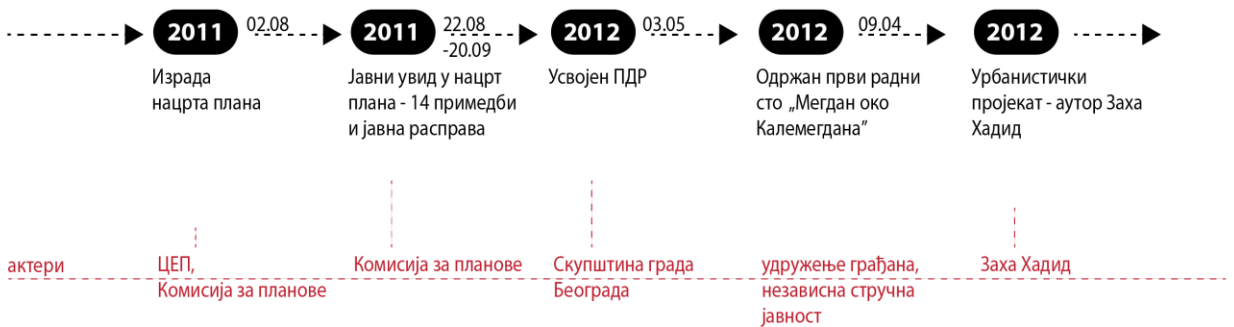 2011 02.08
Израда
нацрта плана
2011 22.08
-20.09
Јавни увид у нацрт
плана - 14 примедби
и јавна расправа
2012 03.05
Усвојен ПДР
2012 09.04
Одржан први радни
сто „Мегдан око
Калемегдана”
2012
Урбанистички
пројекат - аутор Заха
Хадид
актери
ЦЕП,
Комисија за планове
Комисија за планове
Скупштина града
Београда
удружење грађана,
независна стручна
јавност
Заха Хадид